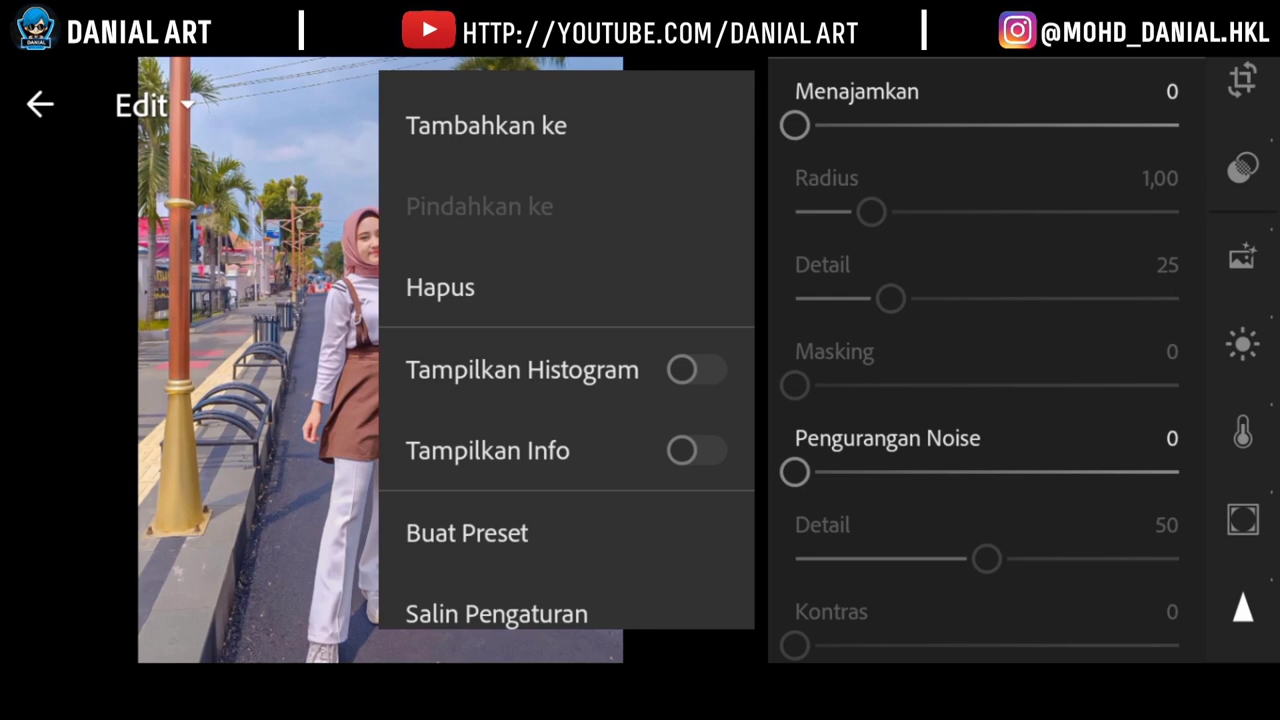 DANIAL ART
HTTP://YOUTUBE.COM/DANIAL ART
@MOHD_DANIAL.HKL
DANIAL
Edit
Tambahkan ke
Pindahkan ke
Hapus
Tampilkan Histogram
Tampilkan Info
Buat Preset
Salin Pengaturan
Menajamkan 0
Radius 1,00
Detail 25
Masking 0
Pengurangan Noise 0
Detail 50
Kontras 0